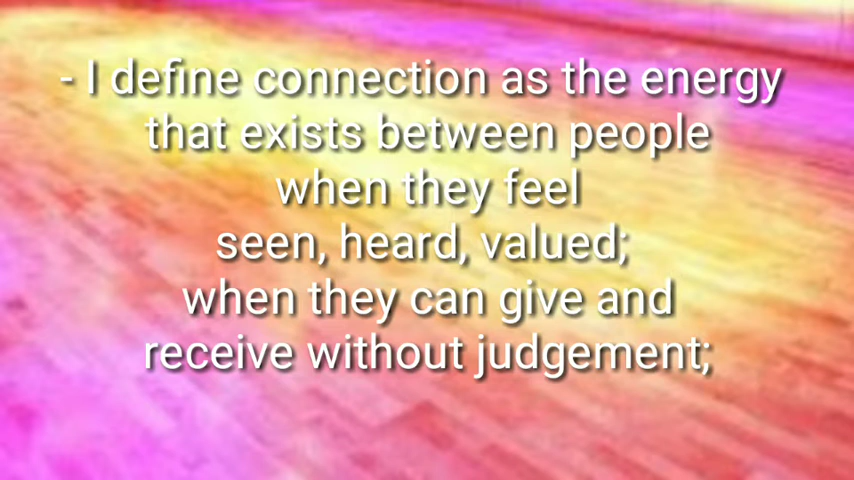 - I define connection as the energy
that exists between people
when they feel
seen, heard, valued;
when they can give and
receive without judgement;